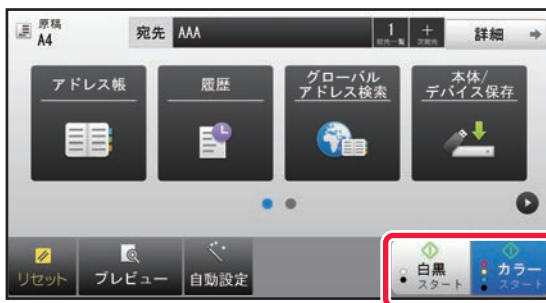 原稿
A4
宛先 AAA
1
宛先一覧
+
次宛先
詳細
アドレス帳
履歴
グローバル
アドレス検索
本体/
デバイス保存
リセット
プレビュー
自動設定
白黒
スタート
カラー
スタート